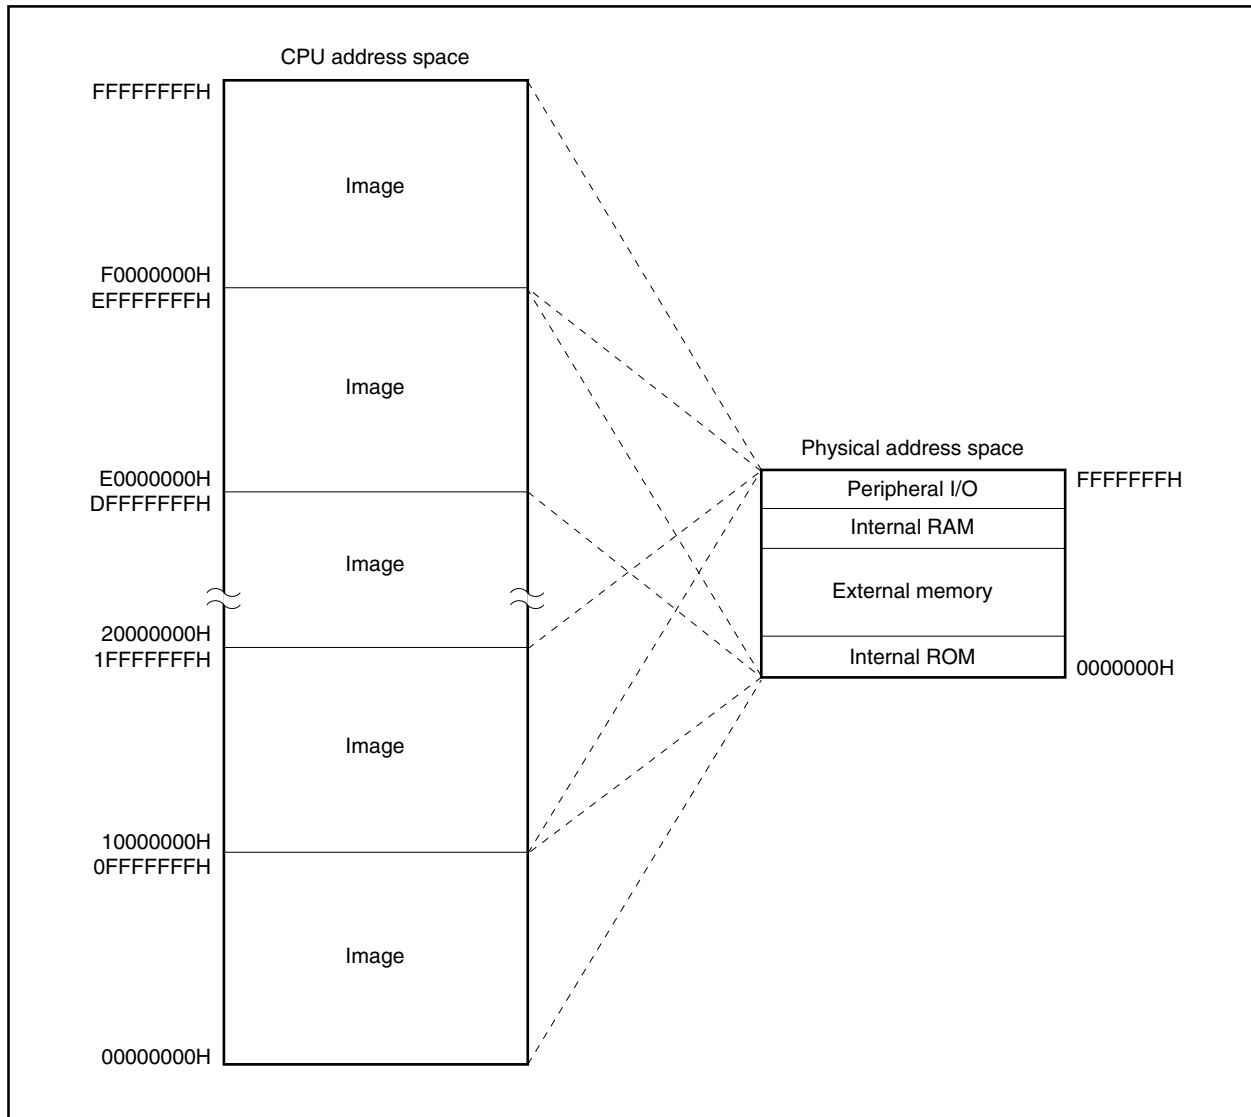 CPU address space
FFFFFFFFH
Image
F0000000H
EFFFFFFFH
Image
E0000000H
DFFFFFFFH
Image
20000000H
1FFFFFFFH
Image
10000000H
0FFFFFFFH
Image
00000000H
Physical address space
Peripheral I/O
FFFFFFFH
Internal RAM
External memory
Internal ROM
0000000H